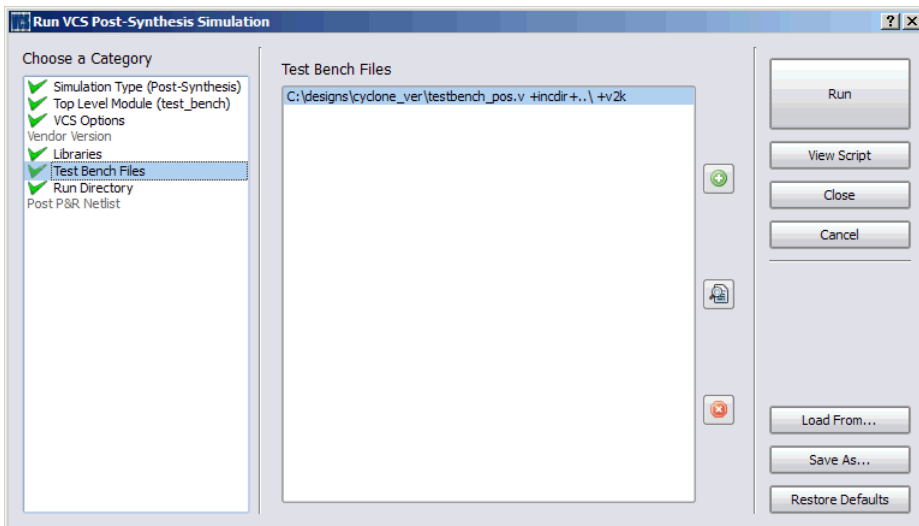 Run VCS Post-Synthesis Simulation
Choose a Category
Simulation Type (Post-Synthesis)
Top Level Module (test_bench)
VCS Options
Vendor Version
Libraries
Test Bench Files
Run Directory
Post P&R Netlist
Test Bench Files
C:\designs\cyclone_ver\testbench_pos.v +incdir+..\ +v2k
Run
View Script
Close
Cancel
Load From...
Save As...
Restore Defaults